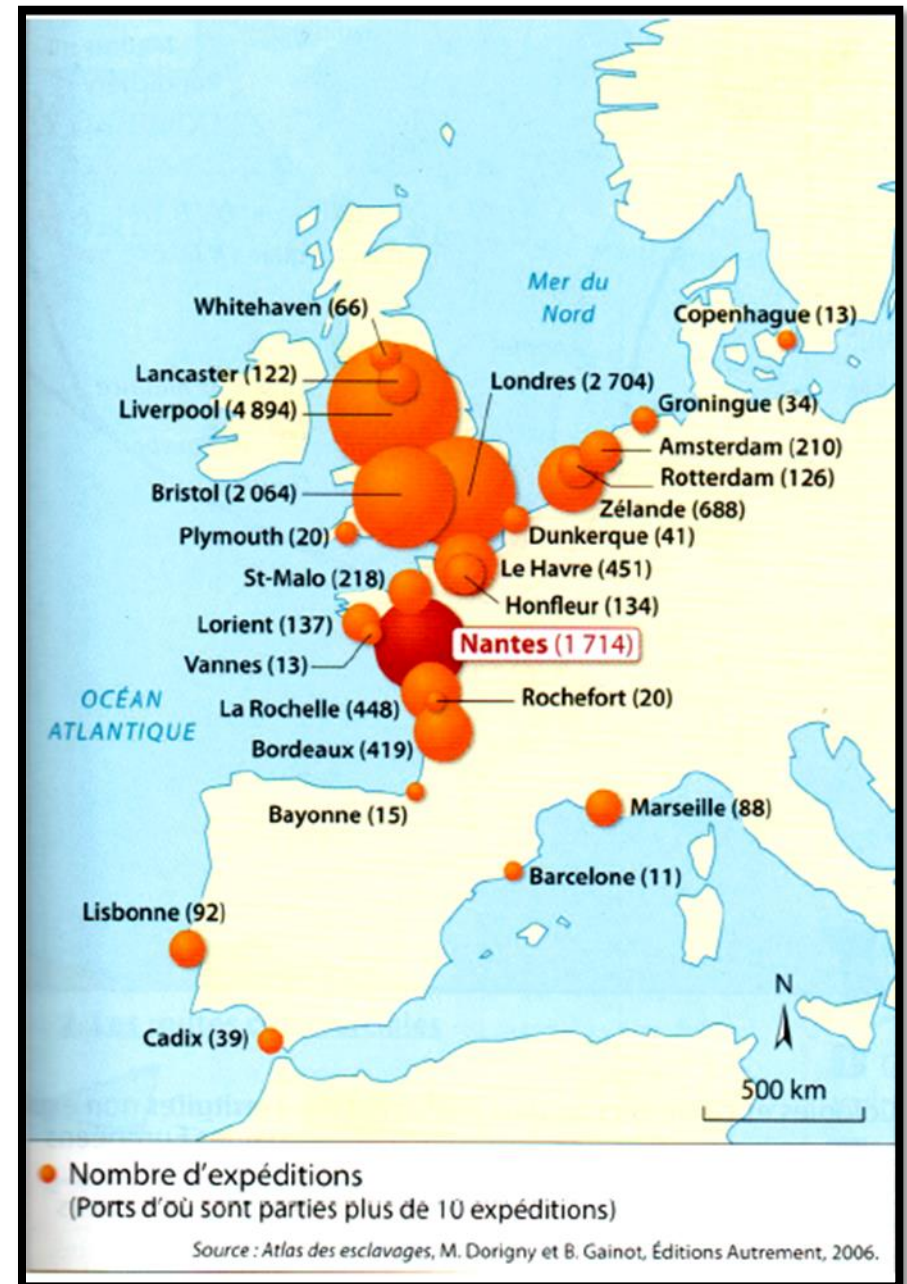 Mer du
Nord
Whitehaven (66)
Copenhague (13)
Lancaster (122)
Londres (2 704)
Liverpool (4 894)
Groningue (34)
Amsterdam (210)
Rotterdam (126)
Bristol (2 064)
Zélande (688)
Plymouth (20)
Dunkerque (41)
St-Malo (218)
Le Havre (451)
Honfleur (134)
Lorient (137)
Nantes (1 714)
Vannes (13)
OCÉAN
ATLANTIQUE
La Rochelle (448)
Rochefort (20)
Bordeaux (419)
Bayonne (15)
Marseille (88)
Barcelone (11)
Lisbonne (92)
N
Cadix (39)
500 km
Nombre d'expéditions
(Ports d'où sont parties plus de 10 expéditions)
Source : Atlas des esclavages, M. Dorigny et B. Gainot, Éditions Autrement, 2006.